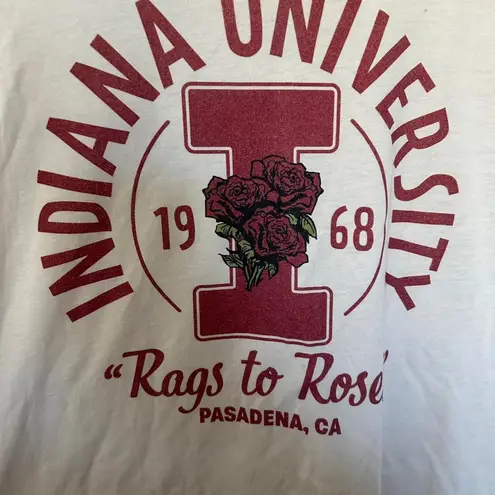 INDIANA UNIVERSITY
I
19 68
"Rags to Rose
PASADENA, CA